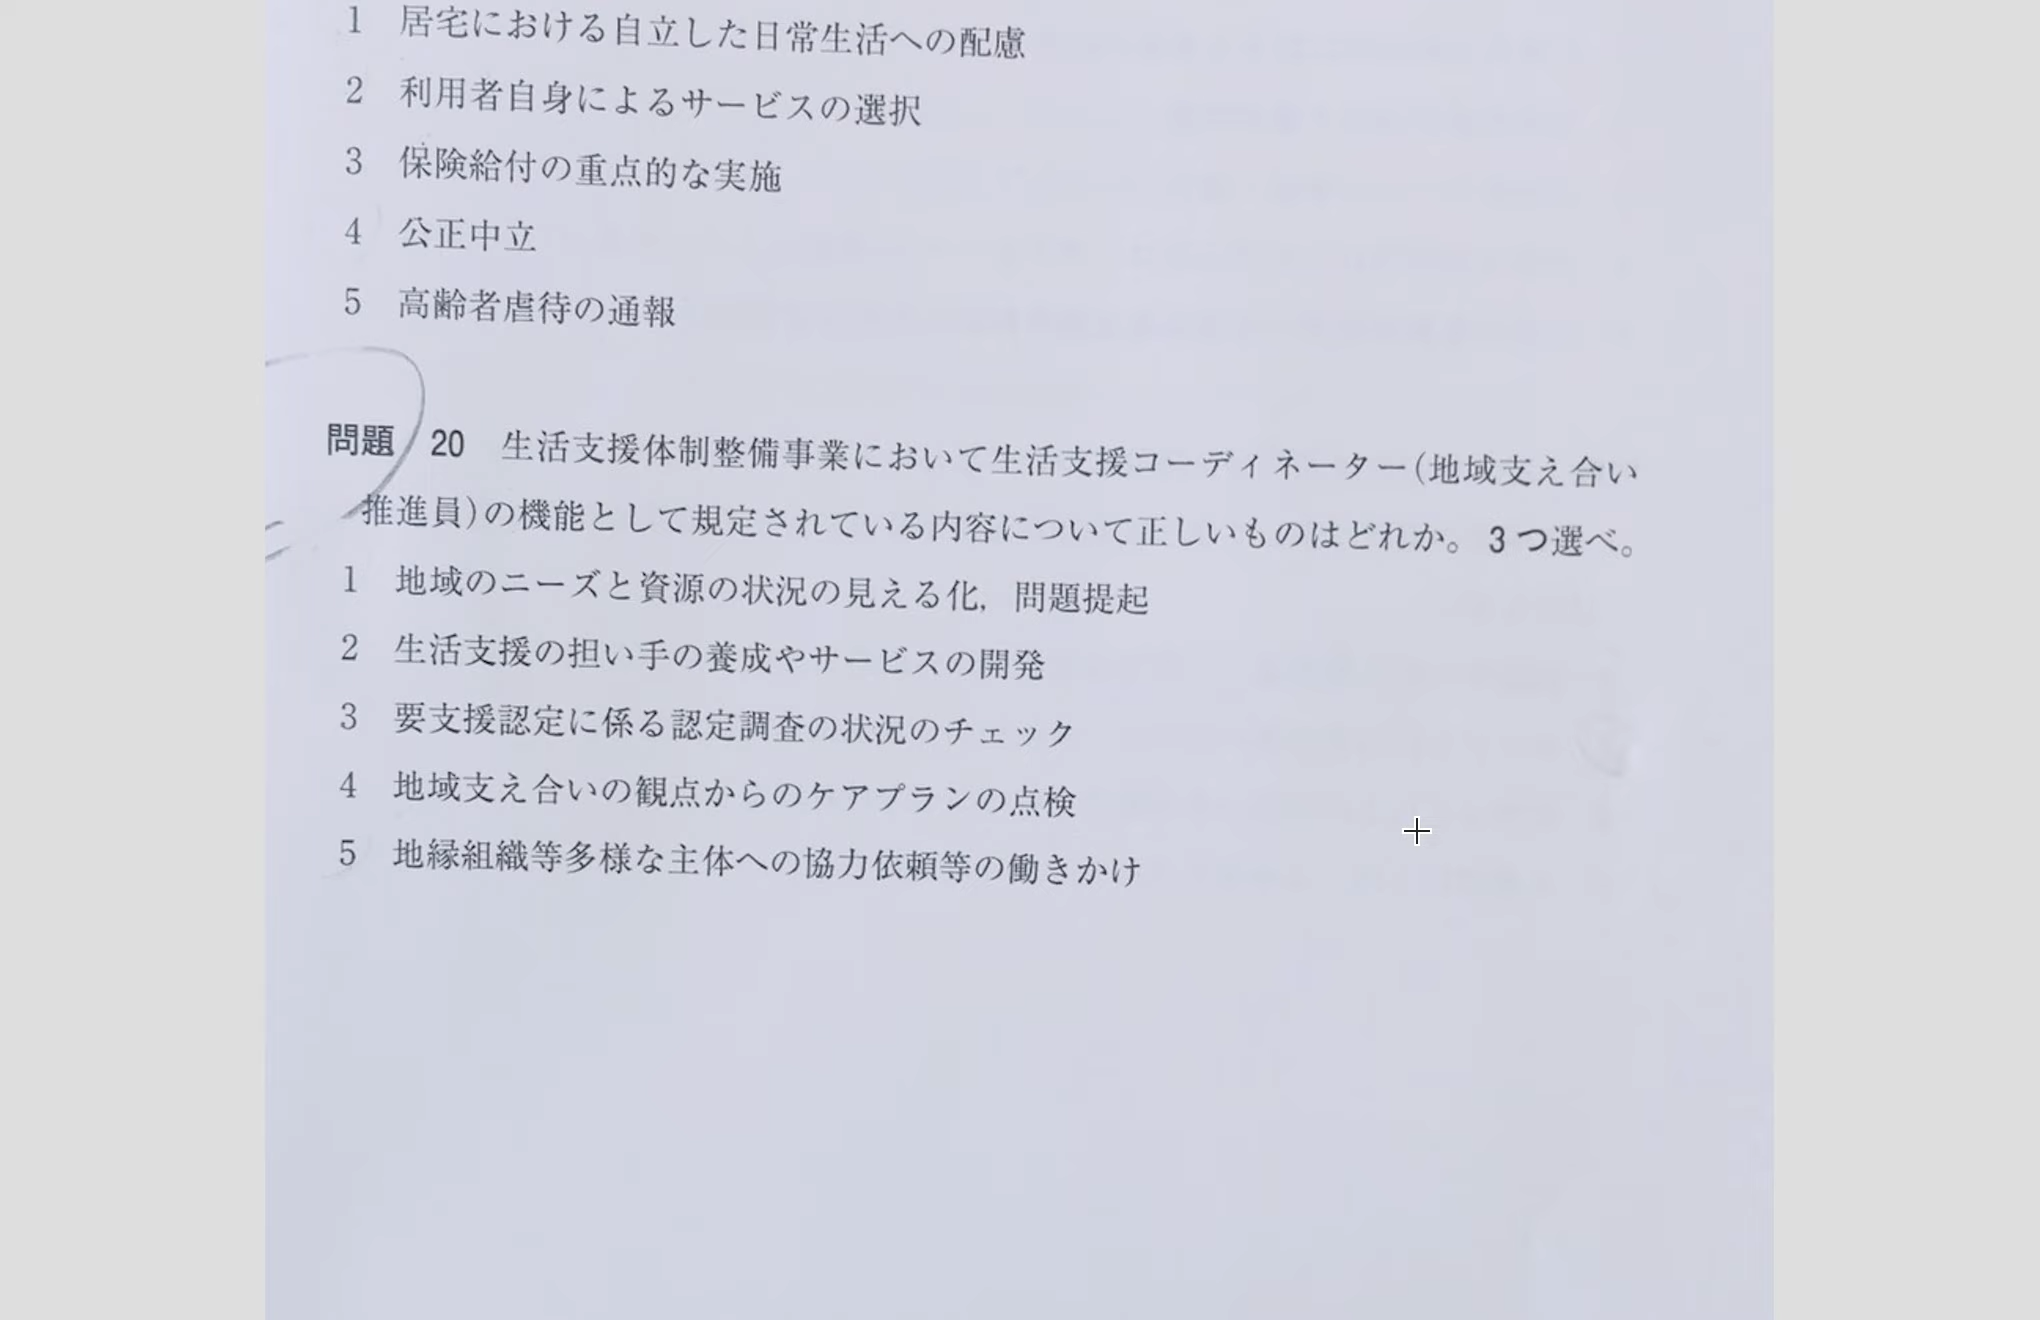 1 居宅における自立した日常生活への配慮
2 利用者自身によるサービスの選択
3 保険給付の重点的な実施
4 公正中立
5 高齢者虐待の通報
問題 20 生活支援体制整備事業において生活支援コーディネーター(地域支え合い
推進員)の機能として規定されている内容について正しいものはどれか。3つ選べ。
1 地域のニーズと資源の状況の見える化,問題提起
2 生活支援の担い手の養成やサービスの開発
3 要支援認定に係る認定調査の状況のチェック
4 地域支え合いの観点からのケアプランの点検
5 地縁組織等多様な主体への協力依頼等の働きかけ